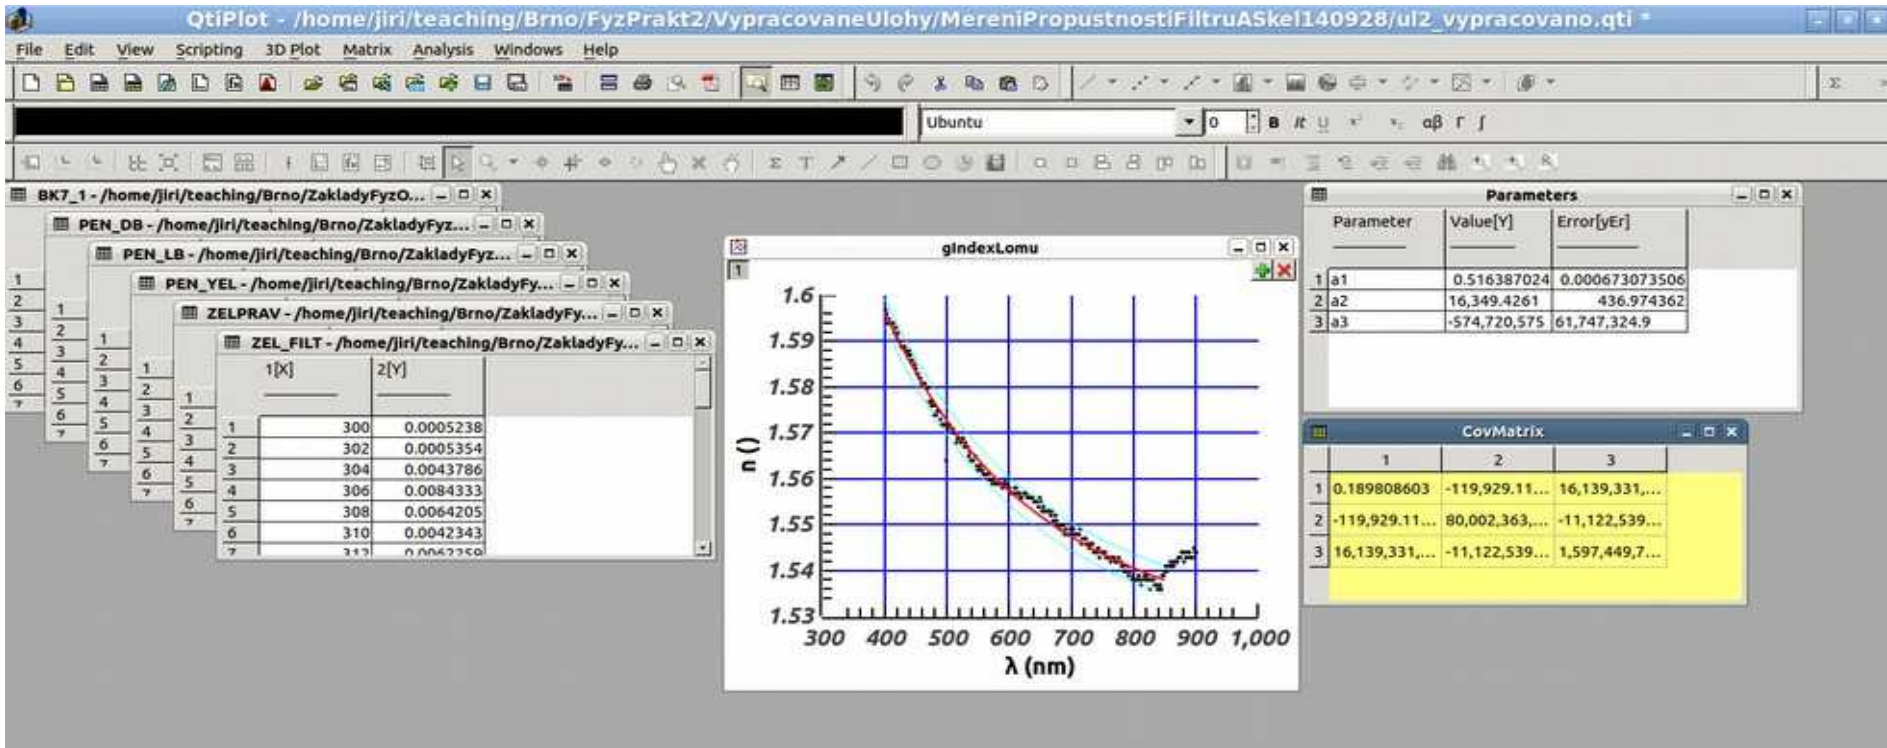 QtiPlot - /home/jiri/teaching/Brno/FyzPrakt2/VypracovaneUlohy/MereniPropustnostiFiltruASkel140928/ul2_vypracovano.qti *
File Edit View Scripting 3D Plot Matrix Analysis Windows Help
Ubuntu 0 B It U x² x₂ αβ Γ ∫
BK7_1 - /home/jiri/teaching/Brno/ZakladyFyzO...
PEN_DB - /home/jiri/teaching/Brno/ZakladyFyz...
PEN_LB - /home/jiri/teaching/Brno/ZakladyFyz...
PEN_YEL - /home/jiri/teaching/Brno/ZakladyFy...
ZELPRAV - /home/jiri/teaching/Brno/ZakladyFy...
ZEL_FILT - /home/jiri/teaching/Brno/ZakladyFy...
1[X] 2[Y]
1 300 0.0005238
2 302 0.0005354
3 304 0.0043786
4 306 0.0084333
5 308 0.0064205
6 310 0.0042343
7 312 0.0062259
gIndexLomu
1
1.6
1.59
1.58
1.57
1.56
1.55
1.54
1.53
n ()
300 400 500 600 700 800 900 1,000
λ (nm)
Parameters
Parameter Value[Y] Error[yEr]
1 a1 0.516387024 0.000673073506
2 a2 16,349.4261 436.974362
3 a3 -574,720,575 61,747,324.9
CovMatrix
1 2 3
1 0.189808603 -119,929.11... 16,139,331,...
2 -119,929.11... 80,002,363,... -11,122,539...
3 16,139,331,... -11,122,539... 1,597,449,7...